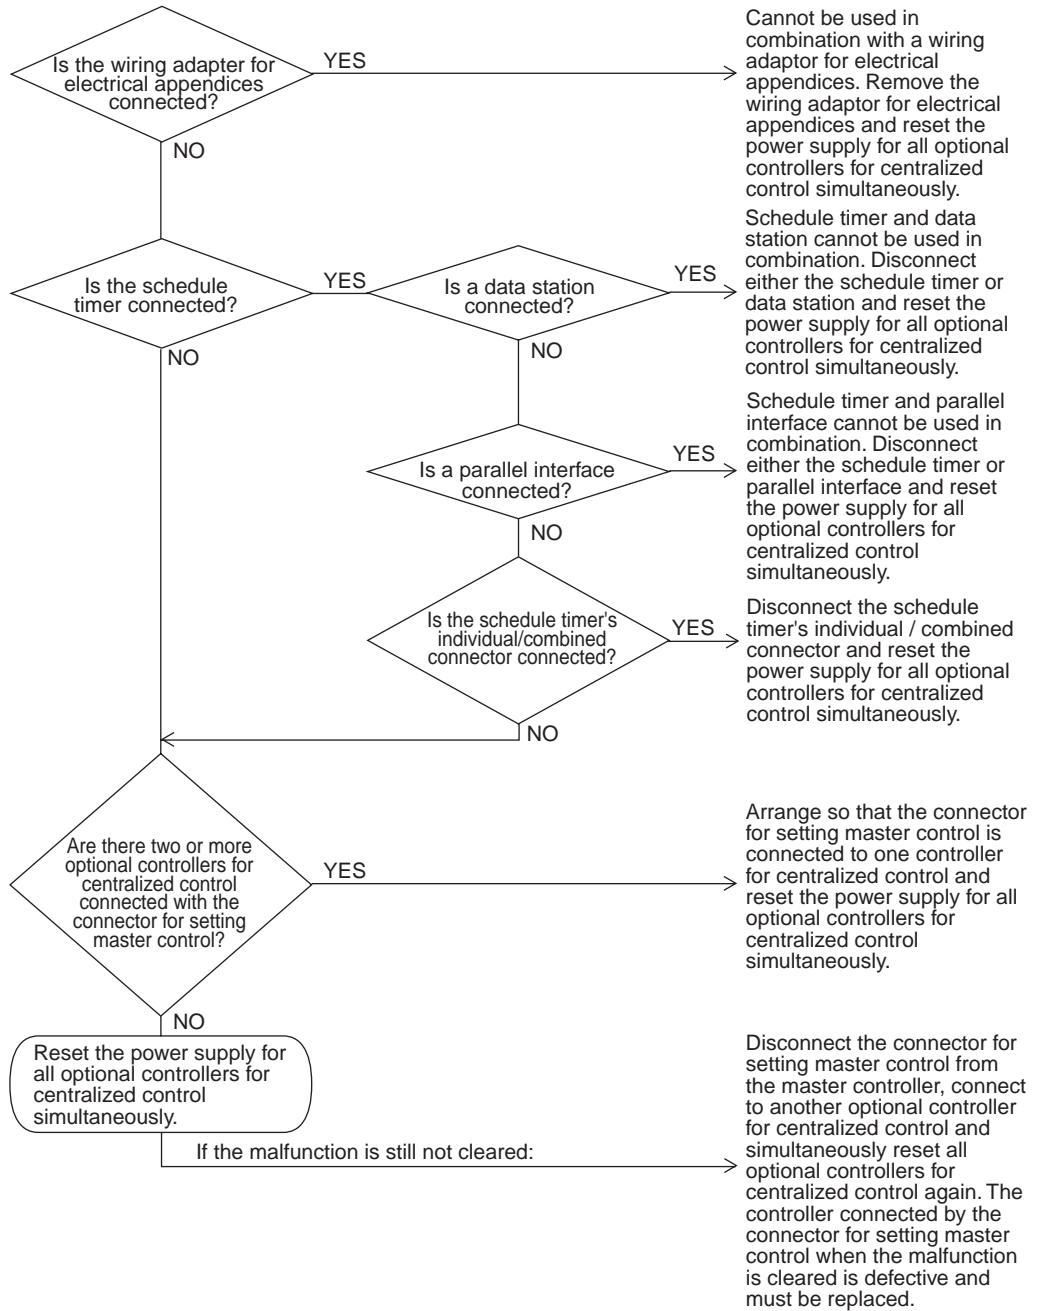 Is the wiring adapter for
electrical appendices
connected?
YES
NO
Cannot be used in
combination with a wiring
adaptor for electrical
appendices. Remove the
wiring adaptor for electrical
appendices and reset the
power supply for all optional
controllers for centralized
control simultaneously.
Is the schedule
timer connected?
YES
NO
Is a data station
connected?
YES
NO
Schedule timer and data
station cannot be used in
combination. Disconnect
either the schedule timer or
data station and reset the
power supply for all optional
controllers for centralized
control simultaneously.
Is a parallel interface
connected?
YES
NO
Schedule timer and parallel
interface cannot be used in
combination. Disconnect
either the schedule timer or
parallel interface and reset
the power supply for all
optional controllers for
centralized control
simultaneously.
Is the schedule timer's
individual/combined
connector connected?
YES
NO
Disconnect the schedule
timer's individual / combined
connector and reset the
power supply for all optional
controllers for centralized
control simultaneously.
Are there two or more
optional controllers for
centralized control
connected with the
connector for setting
master control?
YES
NO
Arrange so that the connector
for setting master control is
connected to one controller
for centralized control and
reset the power supply for all
optional controllers for
centralized control
simultaneously.
Reset the power supply for
all optional controllers for
centralized control
simultaneously.
If the malfunction is still not cleared:
Disconnect the connector for
setting master control from
the master controller, connect
to another optional controller
for centralized control and
simultaneously reset all
optional controllers for
centralized control again. The
controller connected by the
connector for setting master
control when the malfunction
is cleared is defective and
must be replaced.